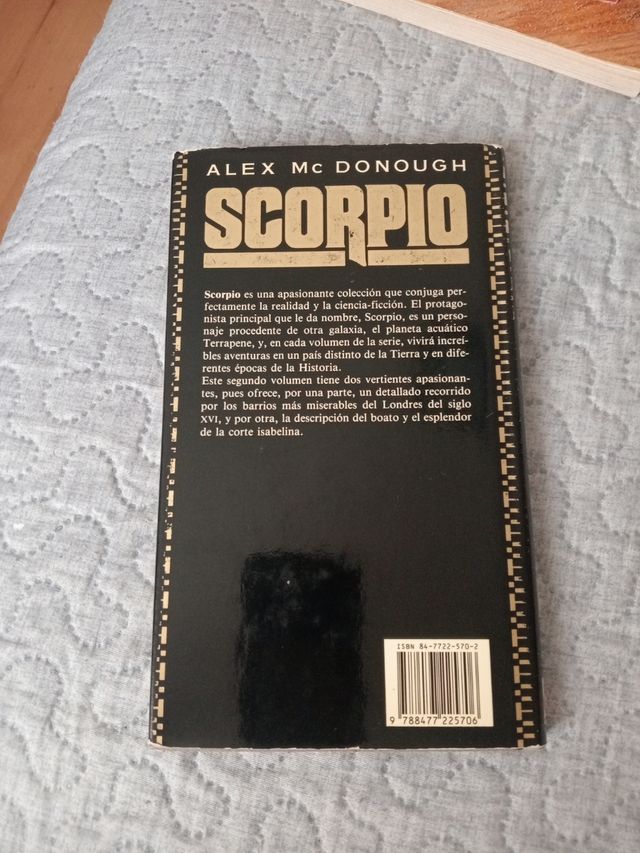 ALEX Mc DONOUGH
SCORPIO
Scorpio es una apasionante colección que conjuga per-
fectamente la realidad y la ciencia-ficción. El protago-
nista principal que le da nombre, Scorpio, es un perso-
naje procedente de otra galaxia, el planeta acuático
Terrapene, y, en cada volumen de la serie, vivirá increí-
bles aventuras en un país distinto de la Tierra y en dife-
rentes épocas de la Historia.
Este segundo volumen tiene dos vertientes apasionan-
tes, pues ofrece, por una parte, un detallado recorrido
por los barrios más miserables del Londres del siglo
XVI, y por otra, la descripción del boato y el esplendor
de la corte isabelina.
ISBN 84-7722-570-2
9 788477 225706